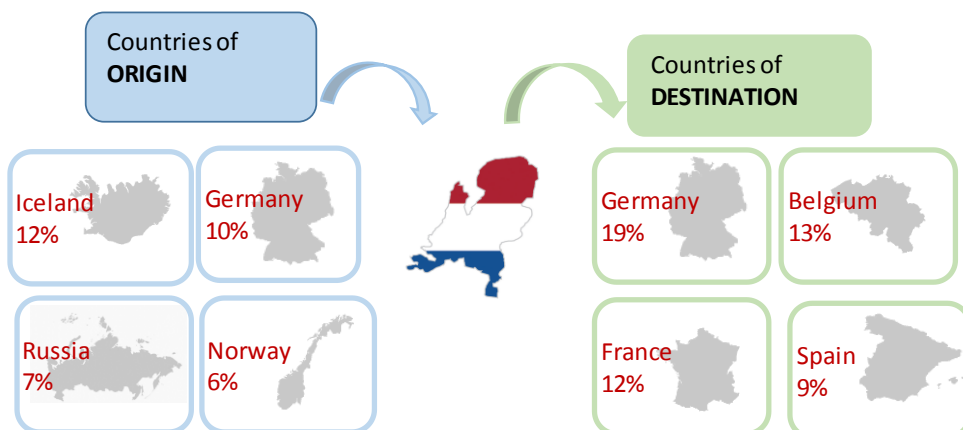 Countries of
ORIGIN
Countries of
DESTINATION
Iceland
12%
Germany
10%
Russia
7%
Norway
6%
Germany
19%
Belgium
13%
France
12%
Spain
9%